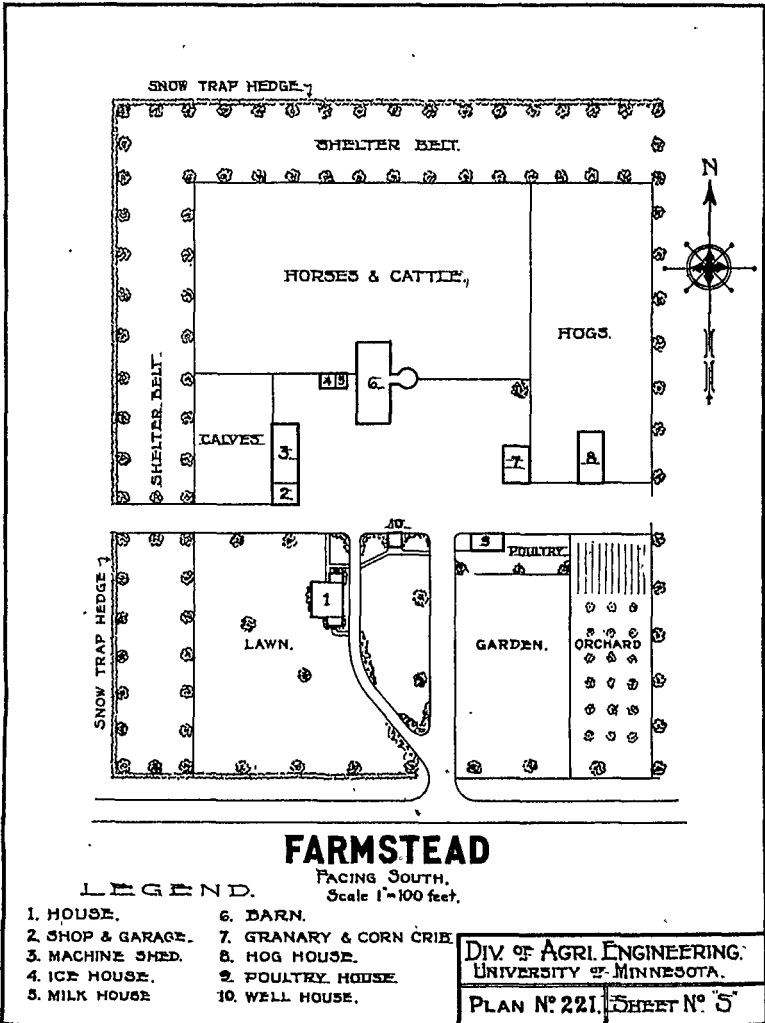 SNOW TRAP HEDGE
SHELTER BELT.
N
HORSES & CATTLE,
HOGS.
SHELTER BELT.
4 5
6
CALVES
3
7
8
2
10
9
POULTRY
SNOW TRAP HEDGE
1
LAWN.
GARDEN.
ORCHARD
FARMSTEAD
FACING SOUTH.
Scale 1"=100 feet.
LEGEND.
1. HOUSE.
2. SHOP & GARAGE.
3. MACHINE SHED.
4. ICE HOUSE.
5. MILK HOUSE
6. BARN.
7. GRANARY & CORN CRIB
8. HOG HOUSE.
9. POULTRY HOUSE
10. WELL HOUSE.
DIV. OF AGRI. ENGINEERING.
UNIVERSITY OF MINNESOTA.
PLAN No. 221. SHEET No. "5"